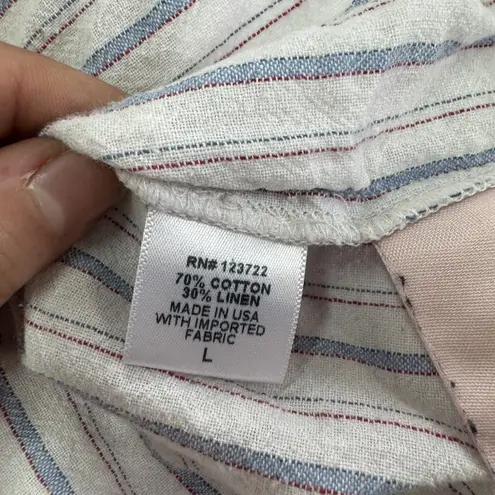 RN# 123722
70% COTTON
30% LINEN
MADE IN USA
WITH IMPORTED
FABRIC
L